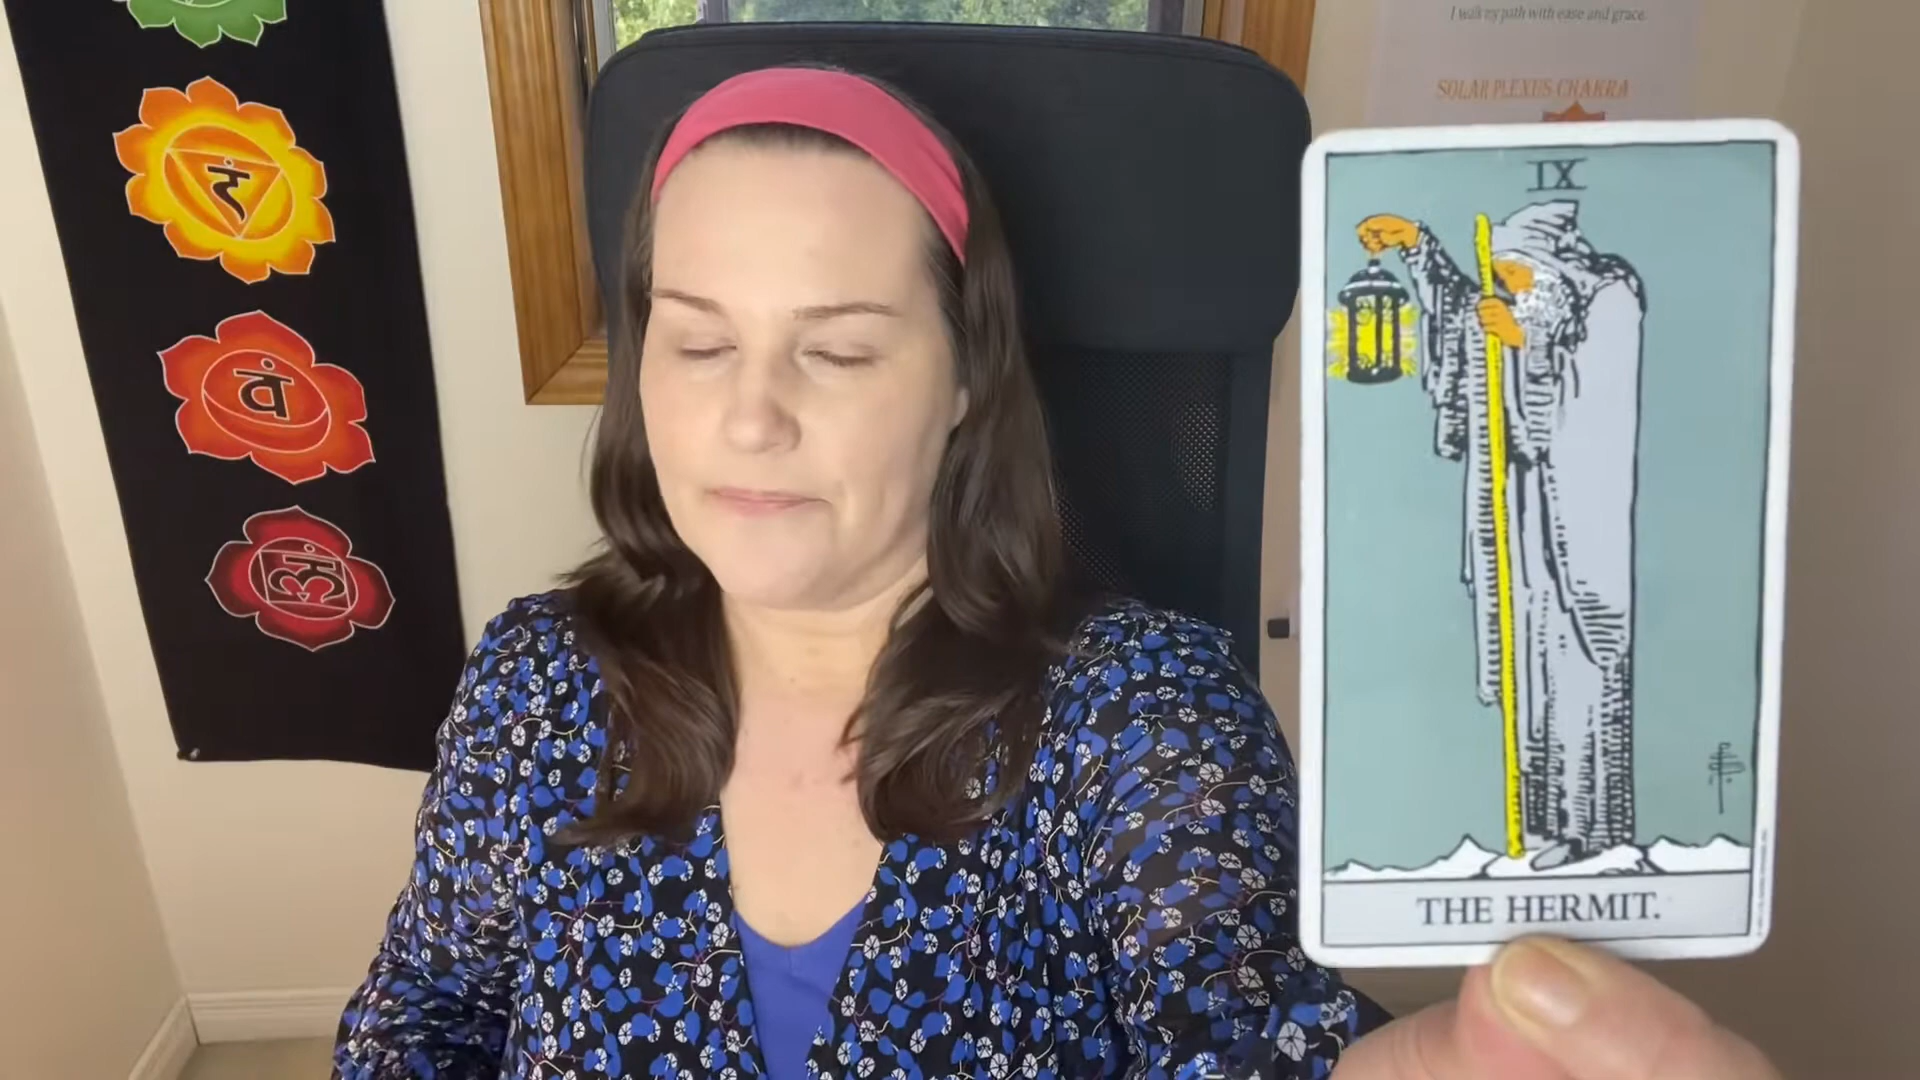 I walk my path with ease and grace.
SOLAR PLEXUS CHAKRA
रं
वं
लं
IX
THE HERMIT.